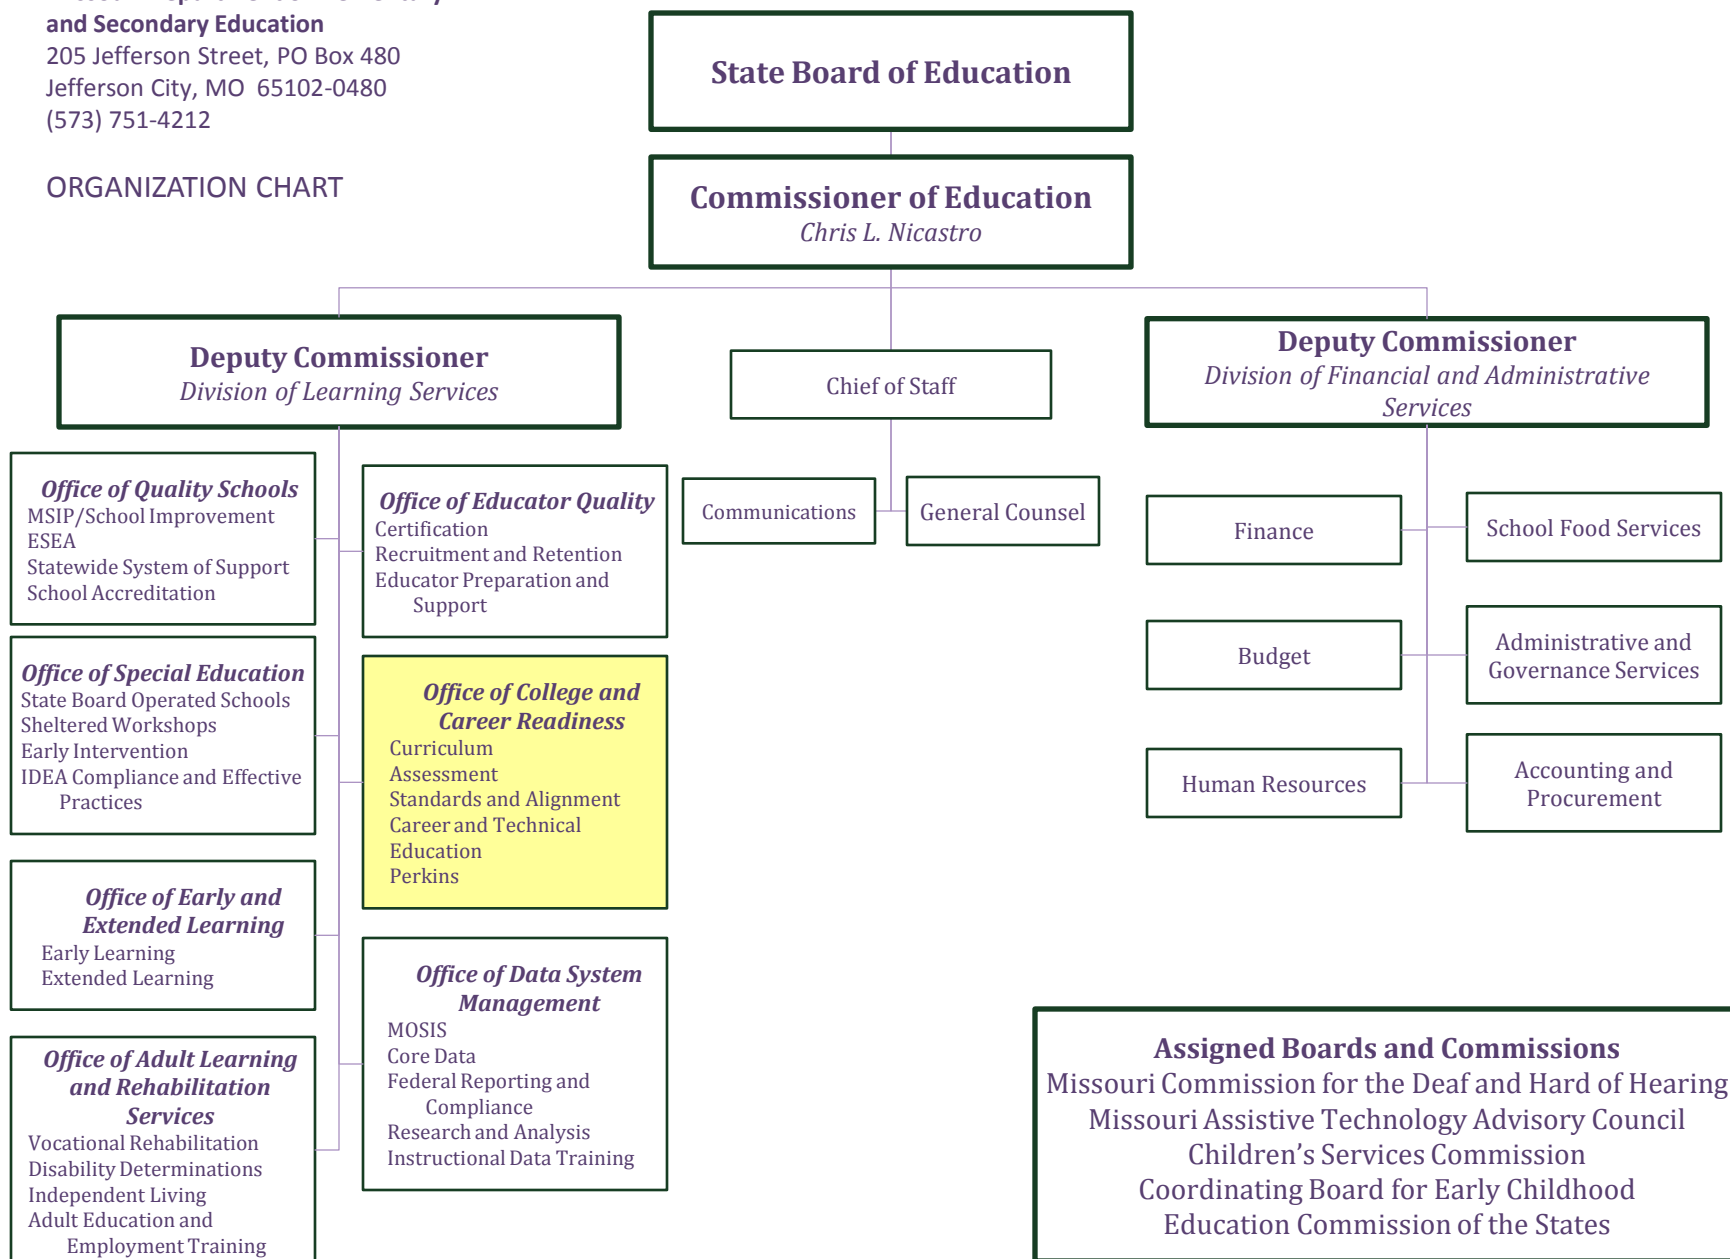 and Secondary Education
205 Jefferson Street, PO Box 480
Jefferson City, MO 65102-0480
(573) 751-4212
ORGANIZATION CHART
State Board of Education
Commissioner of Education
Chris L. Nicastro
Deputy Commissioner
Division of Learning Services
Chief of Staff
Deputy Commissioner
Division of Financial and Administrative
Services
Office of Quality Schools
MSIP/School Improvement
ESEA
Statewide System of Support
School Accreditation
Office of Educator Quality
Certification
Recruitment and Retention
Educator Preparation and
Support
Communications
General Counsel
Finance
School Food Services
Office of Special Education
State Board Operated Schools
Sheltered Workshops
Early Intervention
IDEA Compliance and Effective
Practices
Office of College and
Career Readiness
Curriculum
Assessment
Standards and Alignment
Career and Technical
Education
Perkins
Budget
Administrative and
Governance Services
Human Resources
Accounting and
Procurement
Office of Early and
Extended Learning
Early Learning
Extended Learning
Office of Data System
Management
MOSIS
Core Data
Federal Reporting and
Compliance
Research and Analysis
Instructional Data Training
Office of Adult Learning
and Rehabilitation
Services
Vocational Rehabilitation
Disability Determinations
Independent Living
Adult Education and
Employment Training
Assigned Boards and Commissions
Missouri Commission for the Deaf and Hard of Hearing
Missouri Assistive Technology Advisory Council
Children's Services Commission
Coordinating Board for Early Childhood
Education Commission of the States